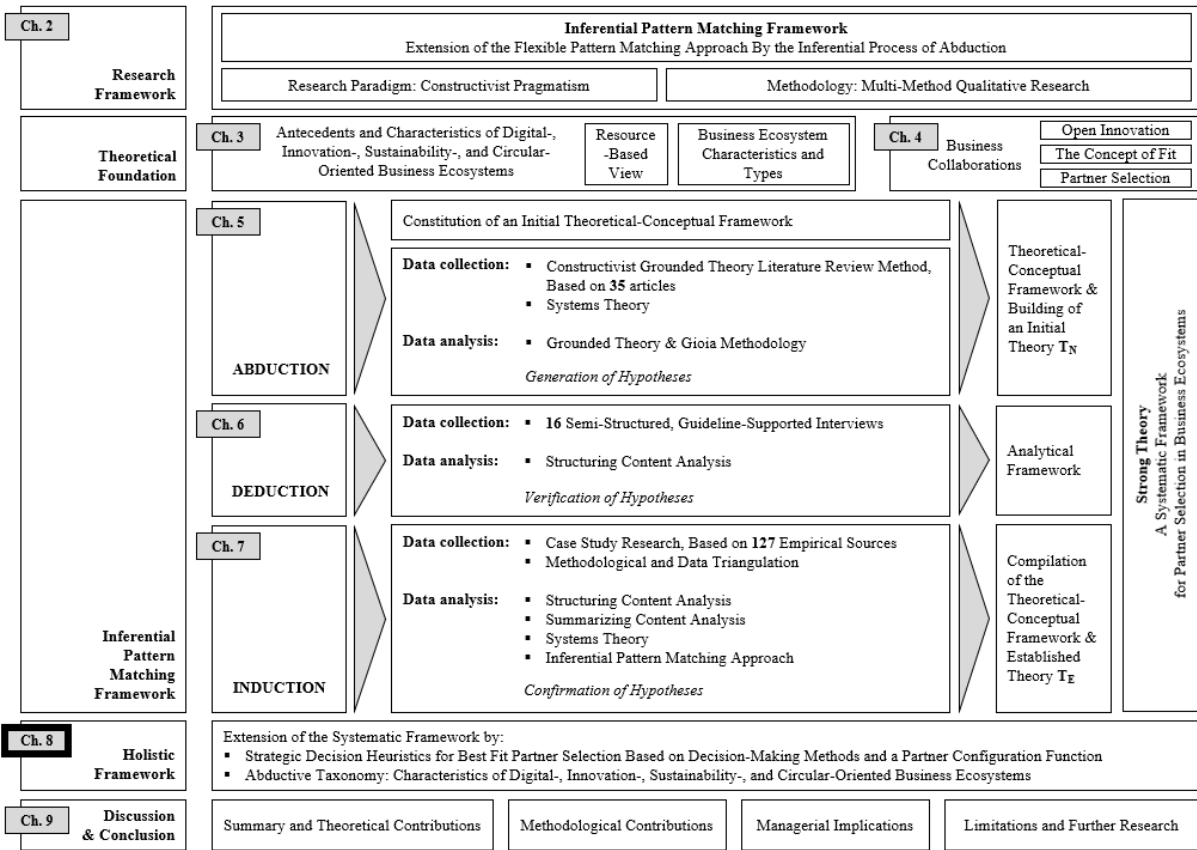 Ch. 2
Research
Framework
Inferential Pattern Matching Framework
Extension of the Flexible Pattern Matching Approach By the Inferential Process of Abduction
Research Paradigm: Constructivist Pragmatism
Methodology: Multi-Method Qualitative Research
Theoretical
Foundation
Ch. 3
Antecedents and Characteristics of Digital-,
Innovation-, Sustainability-, and Circular-
Oriented Business Ecosystems
Resource
-Based
View
Business Ecosystem
Characteristics and
Types
Ch. 4
Business
Collaborations
Open Innovation
The Concept of Fit
Partner Selection
Inferential
Pattern
Matching
Framework
Ch. 5
ABDUCTION
Constitution of an Initial Theoretical-Conceptual Framework
Data collection:
▪ Constructivist Grounded Theory Literature Review Method,
Based on 35 articles
▪ Systems Theory
Data analysis:
▪ Grounded Theory & Gioia Methodology
Generation of Hypotheses
Theoretical-
Conceptual
Framework &
Building of
an Initial
Theory TN
Ch. 6
DEDUCTION
Data collection:
▪ 16 Semi-Structured, Guideline-Supported Interviews
Data analysis:
▪ Structuring Content Analysis
Verification of Hypotheses
Analytical
Framework
Ch. 7
INDUCTION
Data collection:
▪ Case Study Research, Based on 127 Empirical Sources
▪ Methodological and Data Triangulation
Data analysis:
▪ Structuring Content Analysis
▪ Summarizing Content Analysis
▪ Systems Theory
▪ Inferential Pattern Matching Approach
Confirmation of Hypotheses
Compilation
of the
Theoretical-
Conceptual
Framework &
Established
Theory TE
Strong Theory
A Systematic Framework
for Partner Selection in Business Ecosystems
Ch. 8
Holistic
Framework
Extension of the Systematic Framework by:
▪ Strategic Decision Heuristics for Best Fit Partner Selection Based on Decision-Making Methods and a Partner Configuration Function
▪ Abductive Taxonomy: Characteristics of Digital-, Innovation-, Sustainability-, and Circular-Oriented Business Ecosystems
Ch. 9
Discussion
& Conclusion
Summary and Theoretical Contributions
Methodological Contributions
Managerial Implications
Limitations and Further Research